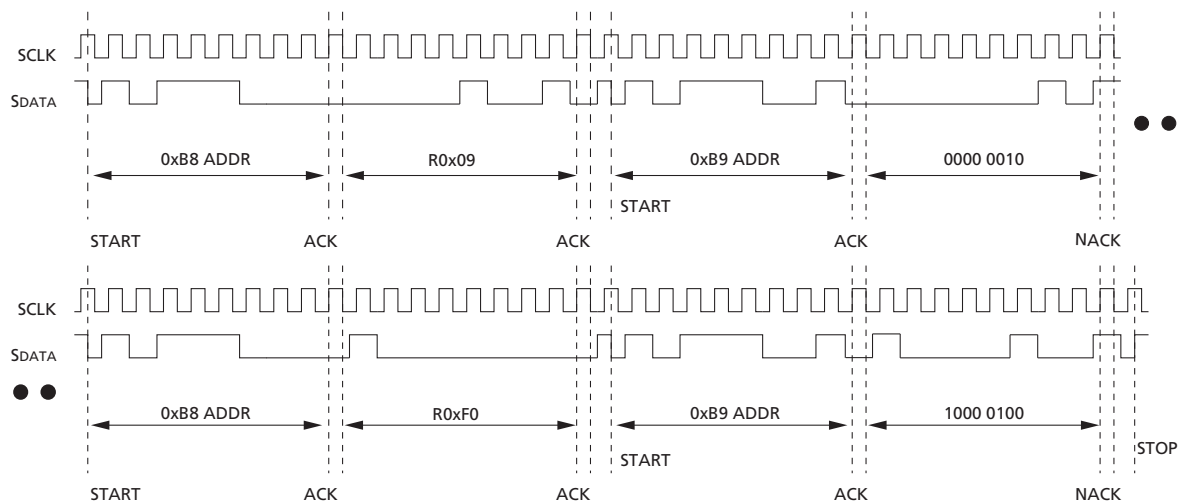 SCLK
SDATA
0xB8 ADDR R0x09 0xB9 ADDR 0000 0010
START
START ACK ACK ACK NACK
SCLK
SDATA
0xB8 ADDR R0xF0 0xB9 ADDR 1000 0100
START STOP
START ACK ACK ACK NACK